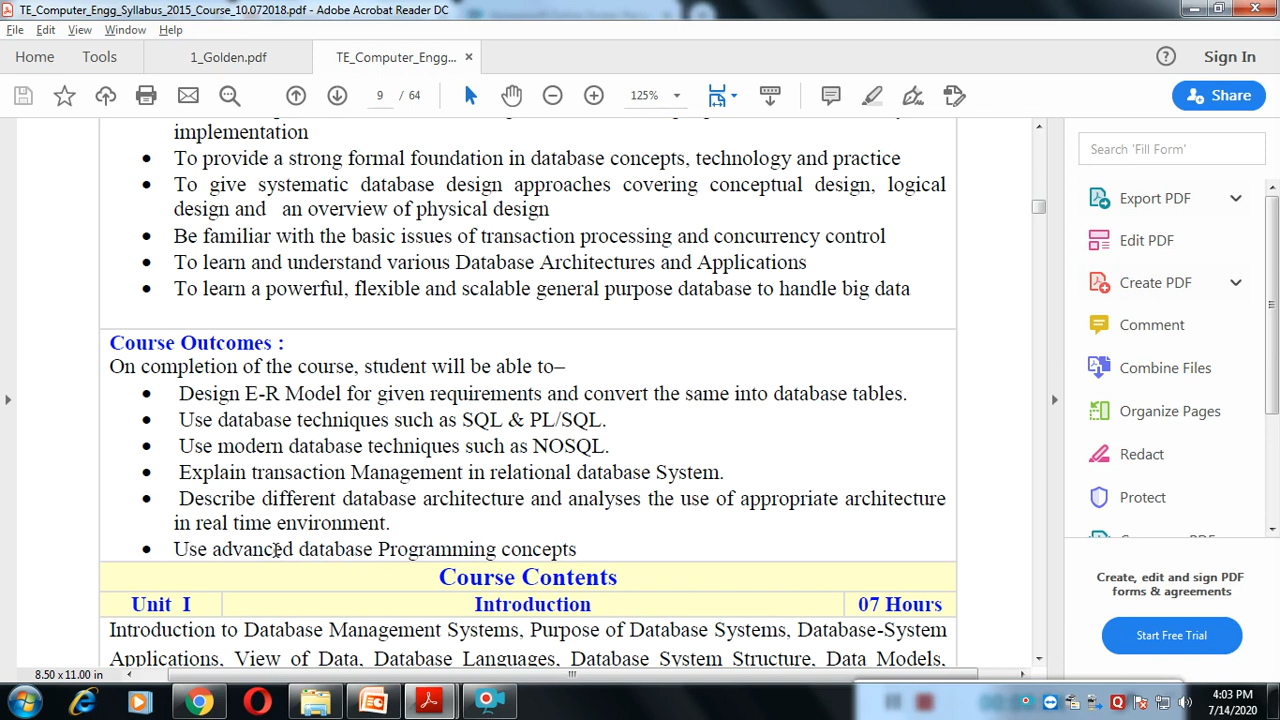 TE_Computer_Engg_Syllabus_2015_Course_10.072018.pdf - Adobe Acrobat Reader DC
File Edit View Window Help
Home Tools 1_Golden.pdf TE_Computer_Engg... × Sign In
9 / 64 125% Share
implementation
• To provide a strong formal foundation in database concepts, technology and practice
• To give systematic database design approaches covering conceptual design, logical
design and an overview of physical design
• Be familiar with the basic issues of transaction processing and concurrency control
• To learn and understand various Database Architectures and Applications
• To learn a powerful, flexible and scalable general purpose database to handle big data
Course Outcomes :
On completion of the course, student will be able to–
• Design E-R Model for given requirements and convert the same into database tables.
• Use database techniques such as SQL & PL/SQL.
• Use modern database techniques such as NOSQL.
• Explain transaction Management in relational database System.
• Describe different database architecture and analyses the use of appropriate architecture
in real time environment.
• Use advanced database Programming concepts
Course Contents
Unit I Introduction 07 Hours
Introduction to Database Management Systems, Purpose of Database Systems, Database-System
Applications, View of Data, Database Languages, Database System Structure, Data Models,
8.50 x 11.00 in
Search 'Fill Form'
Export PDF
Edit PDF
Create PDF
Comment
Combine Files
Organize Pages
Redact
Protect
Create, edit and sign PDF
forms & agreements
Start Free Trial
4:03 PM
7/14/2020